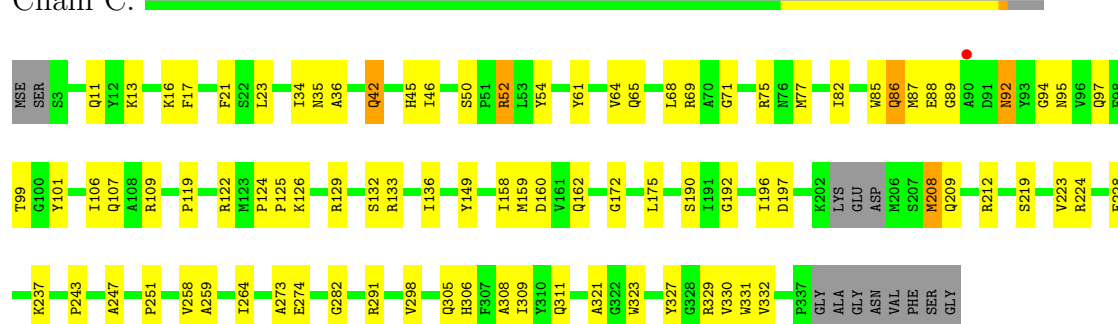 Chain C:
MSE SER S3 Q11 Y12 K13 K16 F17 F21 S22 L23 I34 N35 A36 Q42 H45 I46 S50 P51 R52 L53 Y54 Y61 V64 Q65 L68 R69 A70 G71 R75 N76 M77 I82 W85 Q86 M87 E88 G89 A90 D91 N92 Y93 G94 N95 V96 Q97 E98
T99 G100 Y101 I106 Q107 A108 R109 P119 R122 M123 P124 P125 K126 R129 S132 R133 I136 Y149 I158 M159 D160 V161 Q162 G172 L175 S190 I191 G192 I196 D197 K202 LYS GLU ASP M206 S207 M208 Q209 R212 S219 V223 R224
K237 P243 A247 P251 V258 A259 I264 A273 E274 G282 R291 V298 Q305 H306 F307 A308 I309 Y310 Q311 A321 G322 W323 Y327 G328 R329 V330 W331 V332 P337 GLY ALA GLY ASN VAL PHE SER GLY